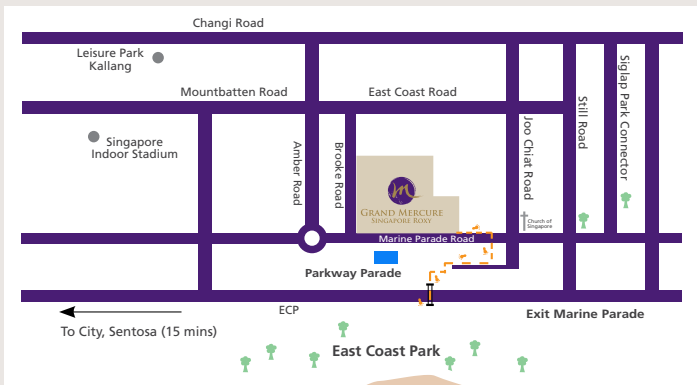 Changi Road
Leisure Park
Kallang
Mountbatten Road
East Coast Road
Singapore
Indoor Stadium
Amber Road
Brooke Road
Joo Chiat Road
Still Road
Siglap Park Connector
m
GRAND MERCURE
SINGAPORE ROXY
Church of
Singapore
Marine Parade Road
Parkway Parade
ECP
Exit Marine Parade
To City, Sentosa (15 mins)
East Coast Park